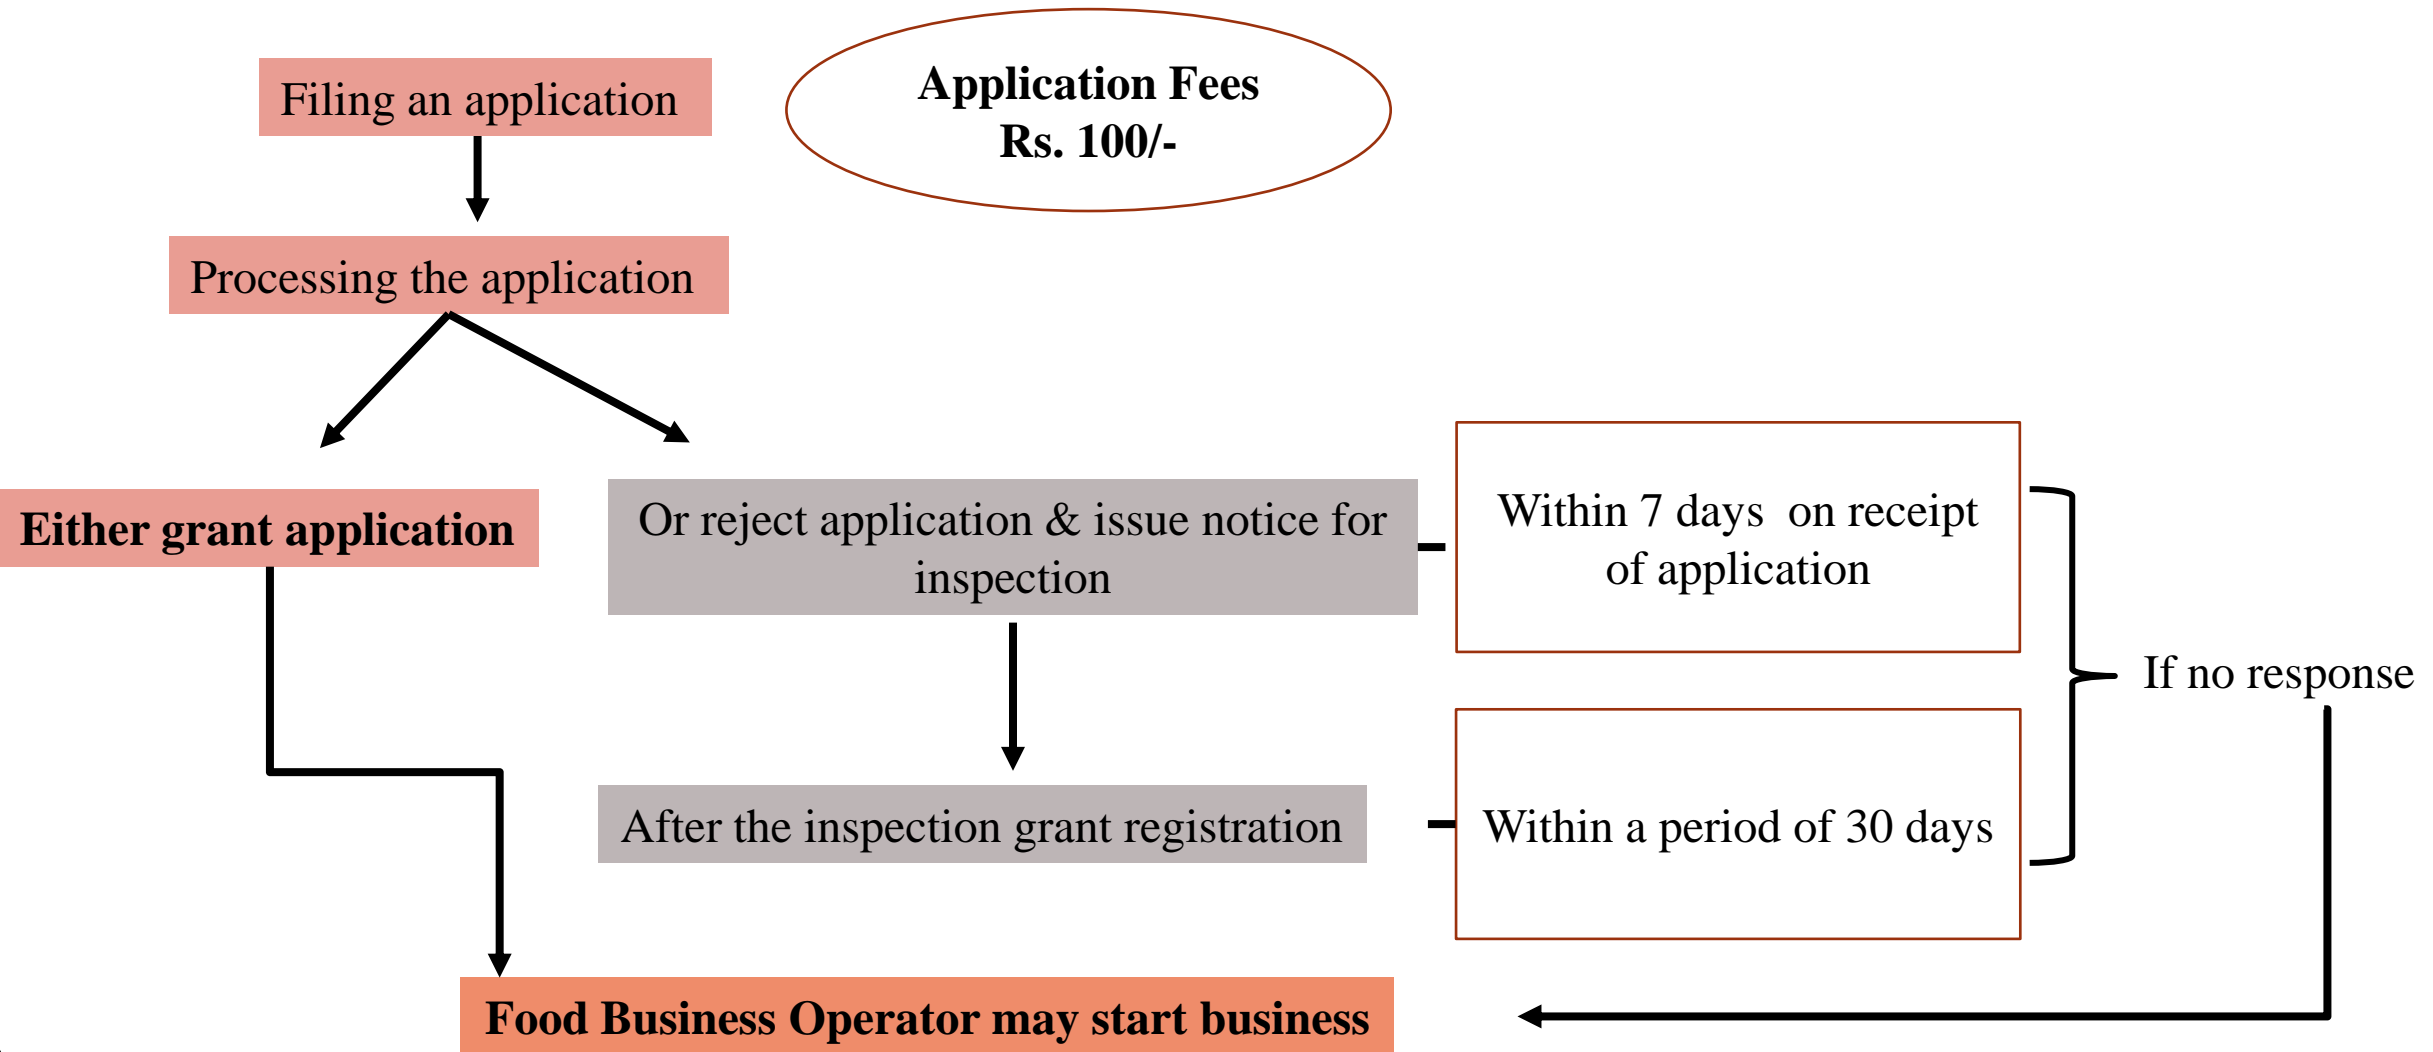 Filing an application
Application Fees
Rs. 100/-
Processing the application
Either grant application
Or reject application & issue notice for
inspection
Within 7 days  on receipt
of application
If no response
After the inspection grant registration
Within a period of 30 days
Food Business Operator may start business